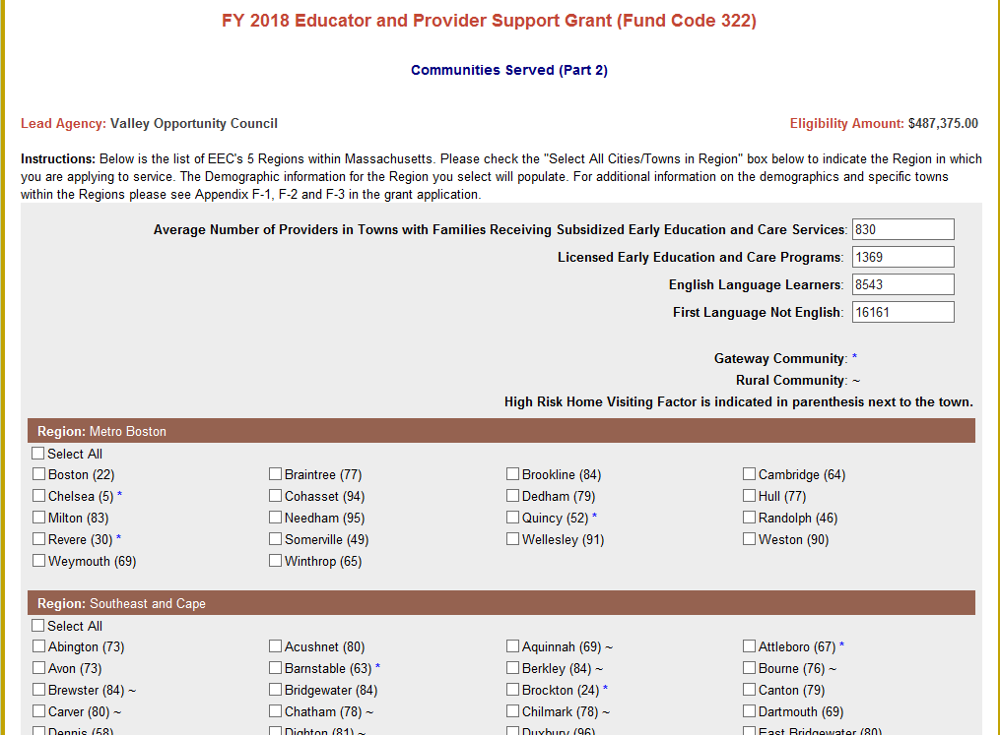 FY 2018 Educator and Provider Support Grant (Fund Code 322)
Communities Served (Part 2)
Lead Agency: Valley Opportunity Council Eligibility Amount: $487,375.00
Instructions: Below is the list of EEC's 5 Regions within Massachusetts. Please check the "Select All Cities/Towns in Region" box below to indicate the Region in which
you are applying to service. The Demographic information for the Region you select will populate. For additional information on the demographics and specific towns
within the Regions please see Appendix F-1, F-2 and F-3 in the grant application.
Average Number of Providers in Towns with Families Receiving Subsidized Early Education and Care Services: 830
Licensed Early Education and Care Programs: 1369
English Language Learners: 8543
First Language Not English: 16161
Gateway Community: *
Rural Community: ~
High Risk Home Visiting Factor is indicated in parenthesis next to the town.
Region: Metro Boston
Select All
Boston (22) Braintree (77) Brookline (84) Cambridge (64)
Chelsea (5) * Cohasset (94) Dedham (79) Hull (77)
Milton (83) Needham (95) Quincy (52) * Randolph (46)
Revere (30) * Somerville (49) Wellesley (91) Weston (90)
Weymouth (69) Winthrop (65)
Region: Southeast and Cape
Select All
Abington (73) Acushnet (80) Aquinnah (69) ~ Attleboro (67) *
Avon (73) Barnstable (63) * Berkley (84) ~ Bourne (76) ~
Brewster (84) ~ Bridgewater (84) Brockton (24) * Canton (79)
Carver (80) ~ Chatham (78) ~ Chilmark (78) ~ Dartmouth (69)
Dennis (58) Dighton (81) ~ Duxbury (96) East Bridgewater (80)